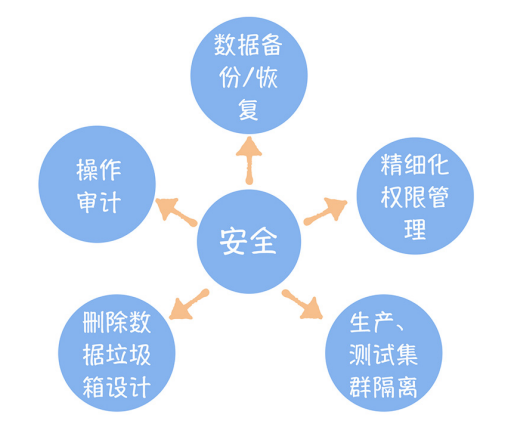 数据备
份/恢
复
操作
审计
精细化
权限管
理
安全
删除数
据垃圾
箱设计
生产、
测试集
群隔离